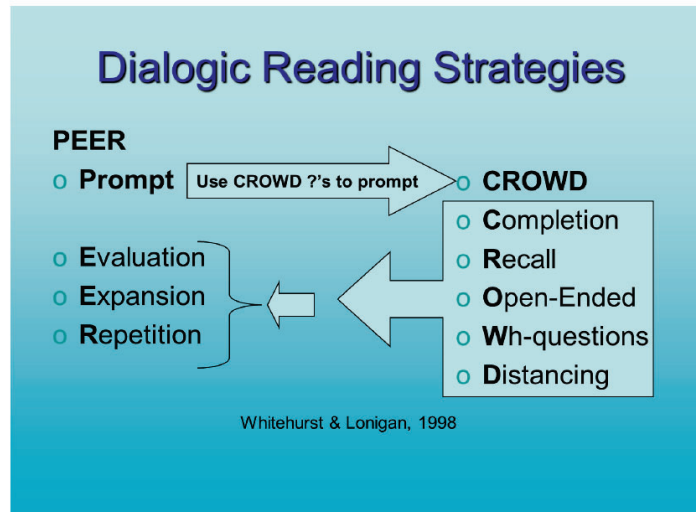 Dialogic Reading Strategies
PEER
o Prompt
Use CROWD ?'s to prompt
o CROWD
o Completion
o Recall
o Open-Ended
o Wh-questions
o Distancing
o Evaluation
o Expansion
o Repetition
Whitehurst & Lonigan, 1998